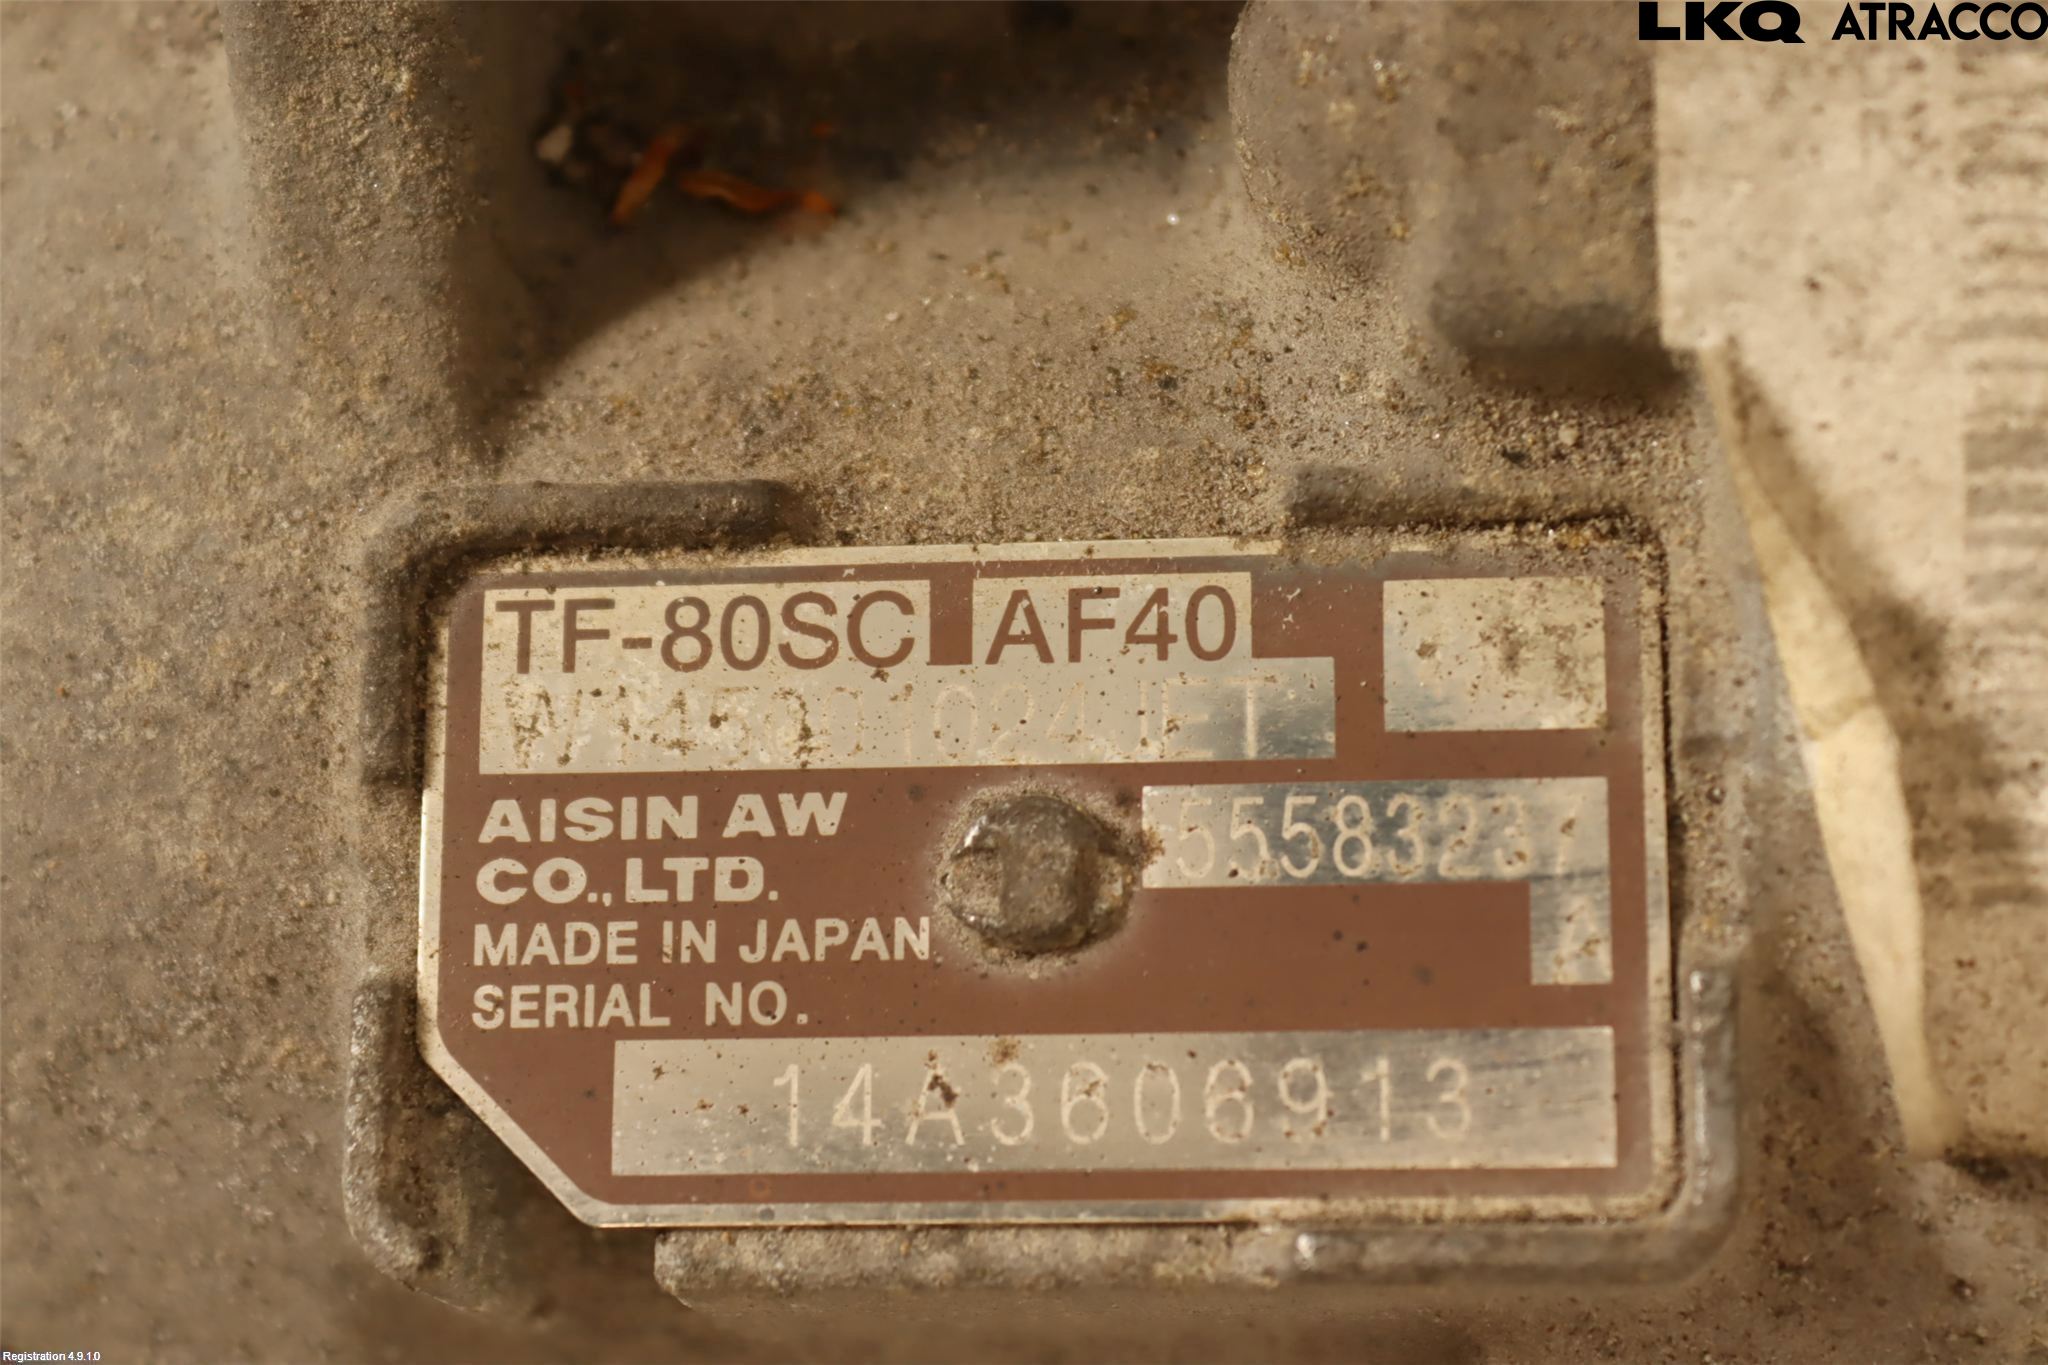 LKQ ATRACCO
TF-80SC AF40
AISIN AW
CO., LTD.
55583237
A
MADE IN JAPAN
SERIAL NO.
14A3606913
Registration 4.9.1.0